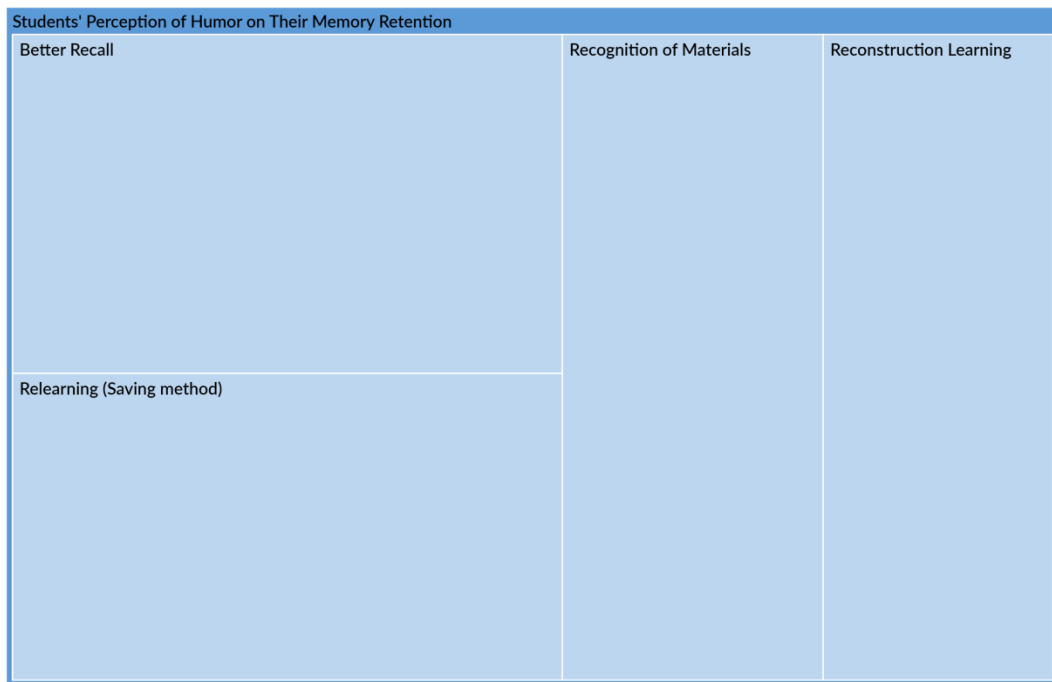 Students' Perception of Humor on Their Memory Retention
Better Recall
Recognition of Materials
Reconstruction Learning
Relearning (Saving method)